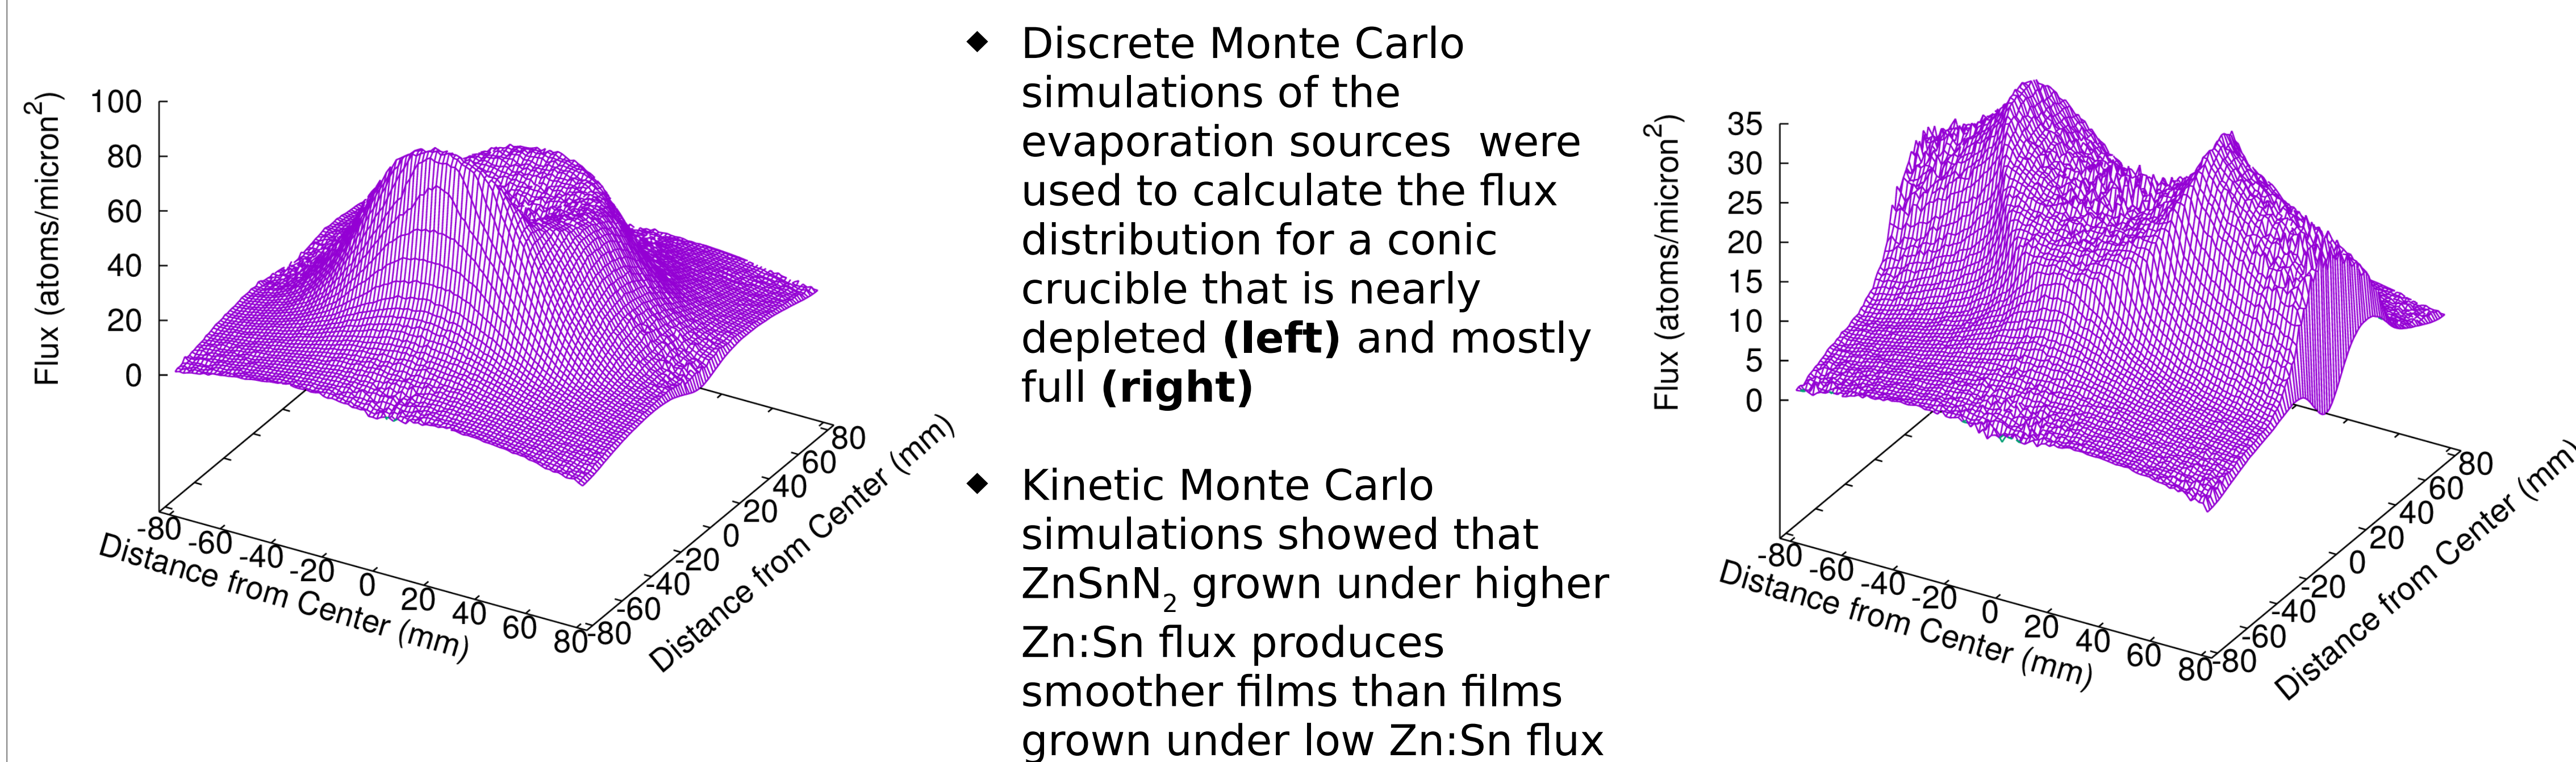 Flux (atoms/micron2)
100
80
60
40
20
0
-80
-60
-40
-20
0
20
40
60
80
Distance from Center (mm)
-80
-60
-40
-20
0
20
40
60
80
Distance from Center (mm)
◆ Discrete Monte Carlo
simulations of the
evaporation sources  were
used to calculate the flux
distribution for a conic
crucible that is nearly
depleted (left) and mostly
full (right)
◆ Kinetic Monte Carlo
simulations showed that
ZnSnN2 grown under higher
Zn:Sn flux produces
smoother films than films
grown under low Zn:Sn flux
Flux (atoms/micron2)
35
30
25
20
15
10
5
0
-80
-60
-40
-20
0
20
40
60
80
Distance from Center (mm)
-80
-60
-40
-20
0
20
40
60
80
Distance from Center (mm)